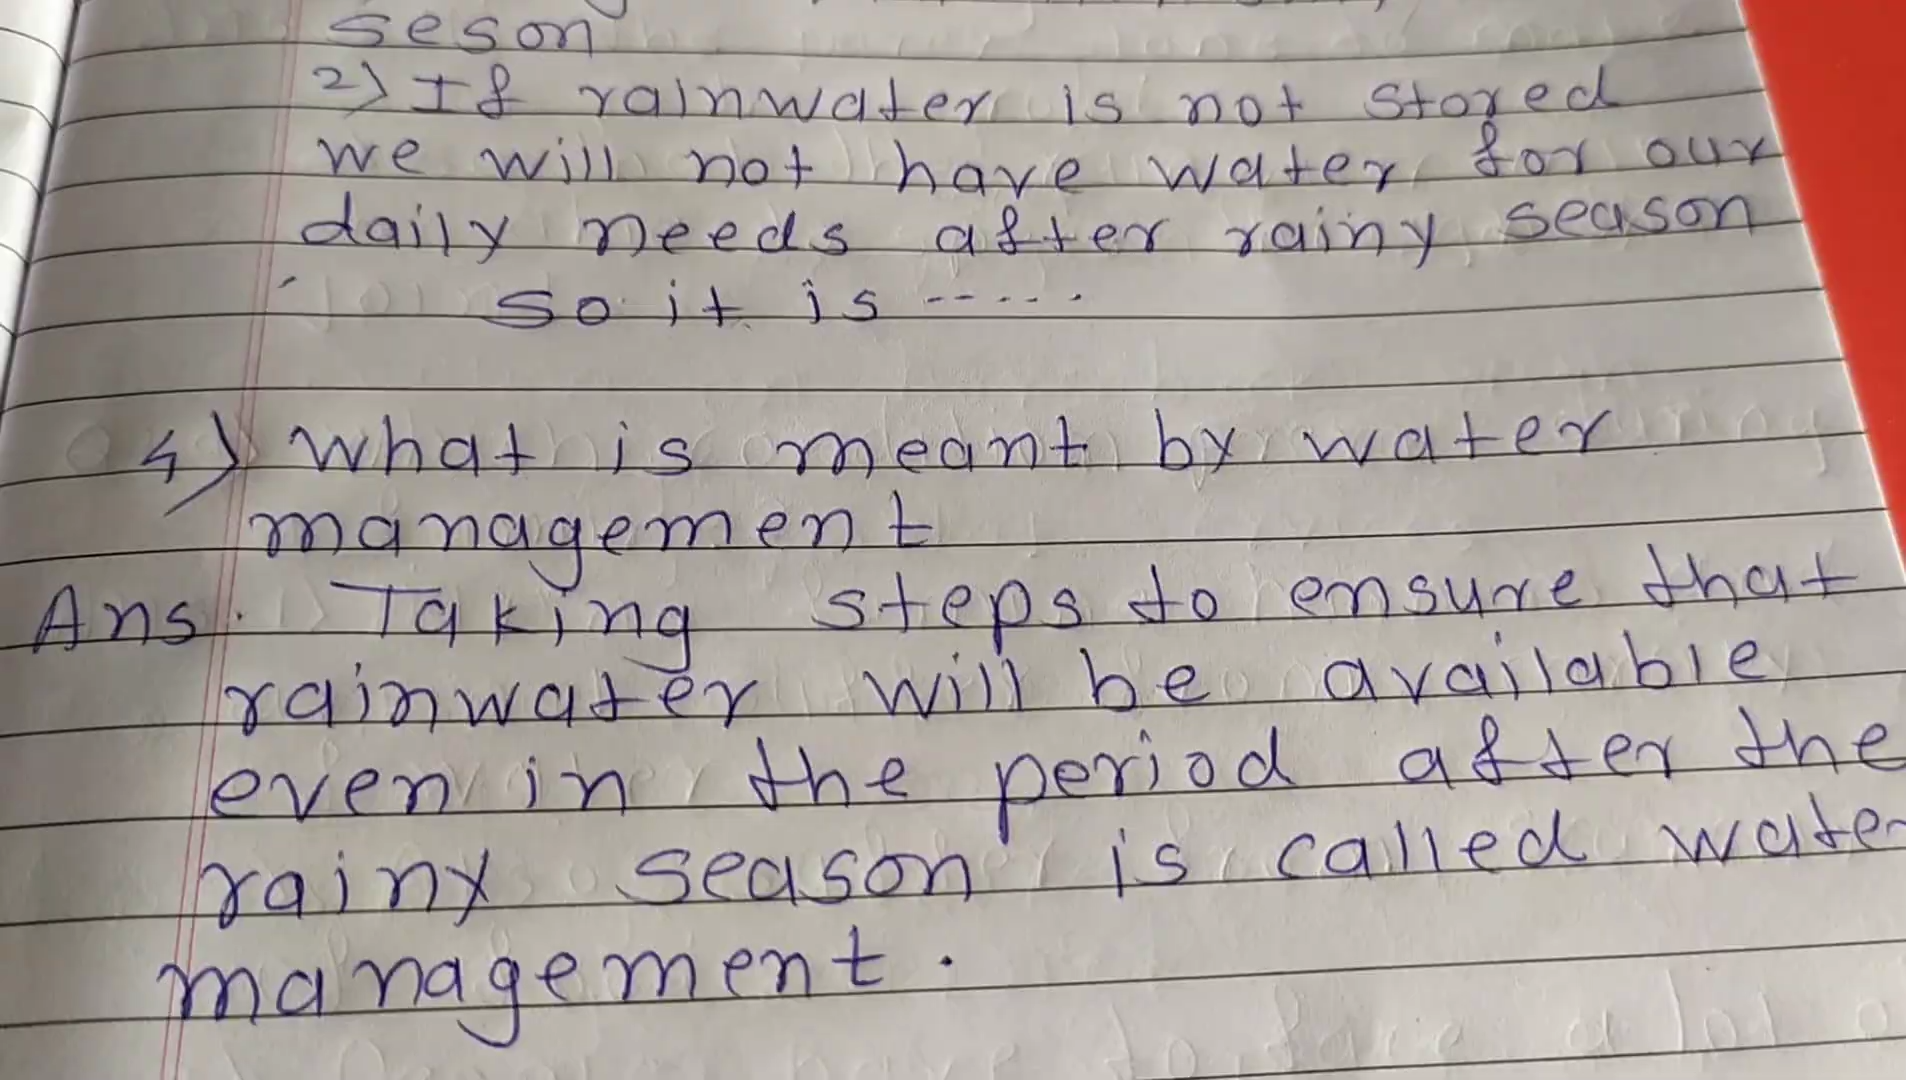 seson
2) If rainwater is not stored
we will not have water for our
daily needs after rainy season
so it is -----
4) What is meant by water
management
Ans. Taking steps to ensure that
rainwater will be available
even in the period after the
rainy season is called water
management.